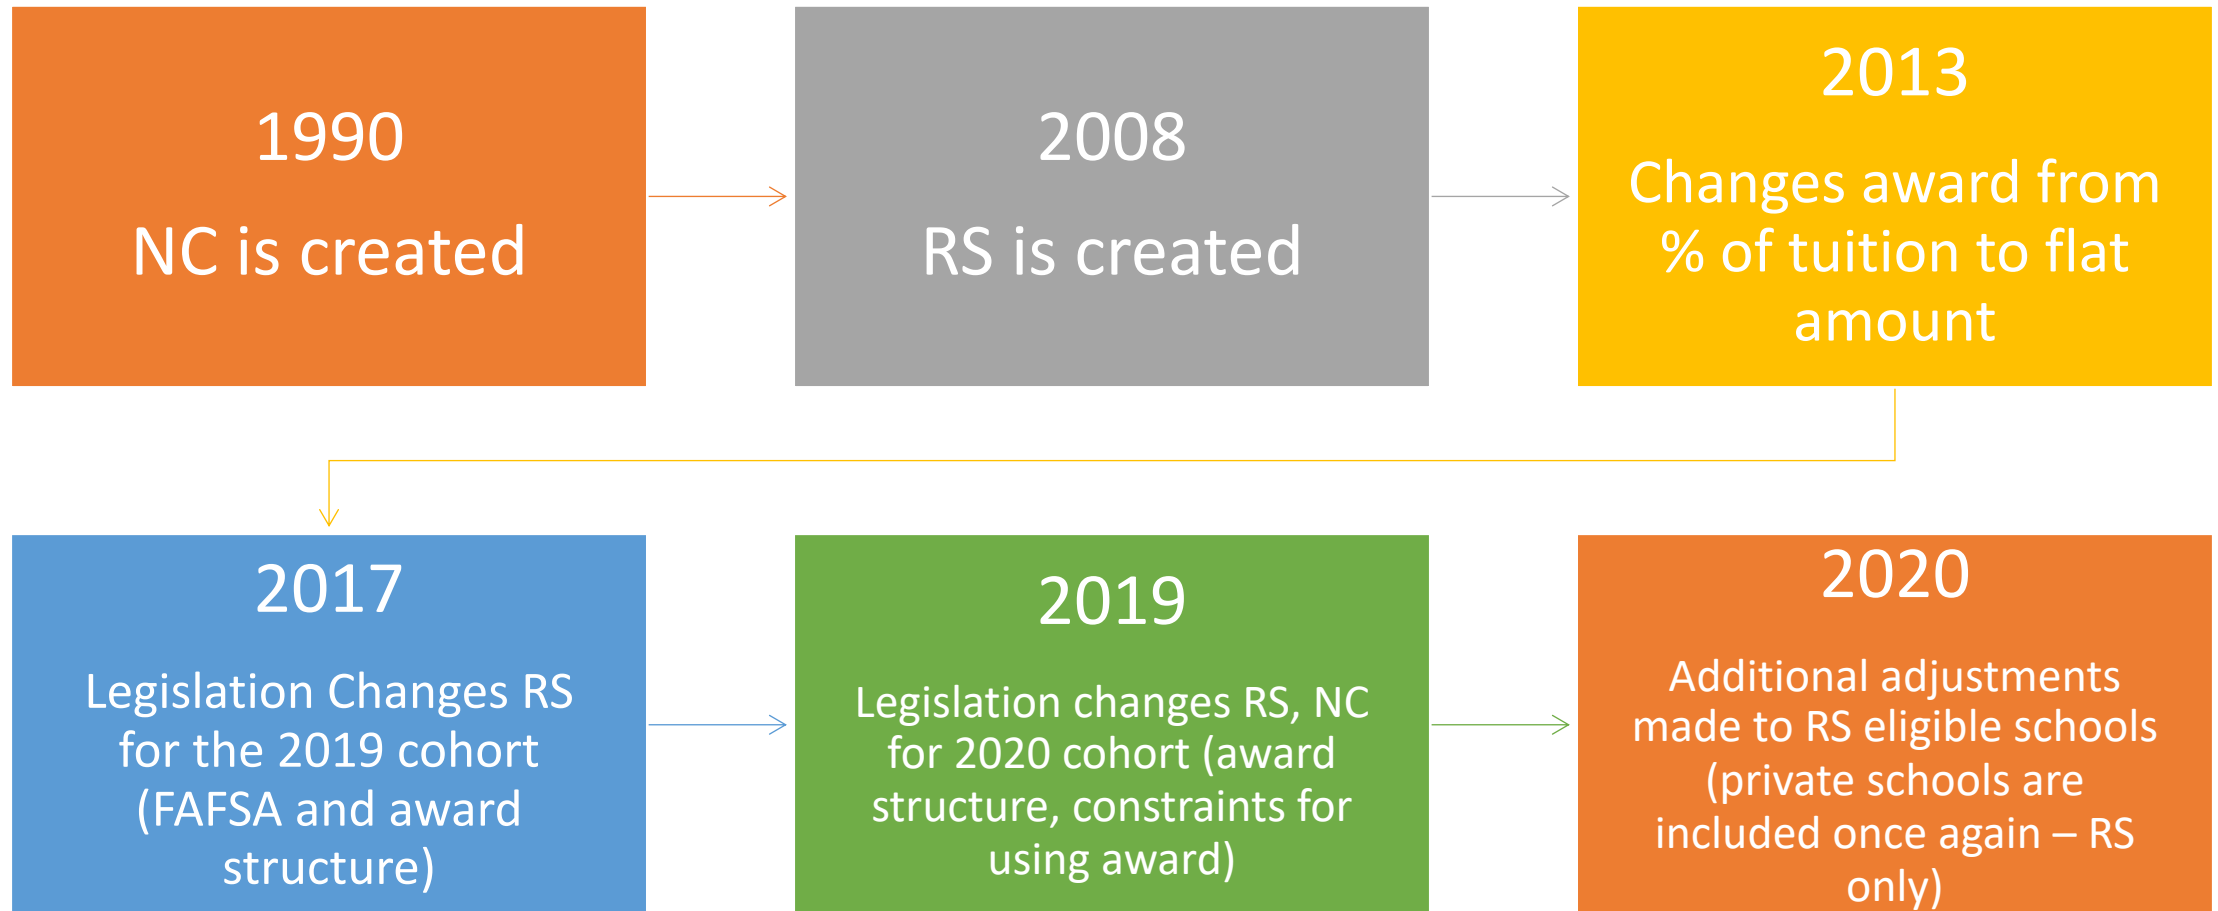 1990
NC is created
2008
RS is created
2013
Changes award from
% of tuition to flat
amount
2017
Legislation Changes RS
for the 2019 cohort
(FAFSA and award
structure)
2019
Legislation changes RS, NC
for 2020 cohort (award
structure, constraints for
using award)
2020
Additional adjustments
made to RS eligible schools
(private schools are
included once again – RS
only)